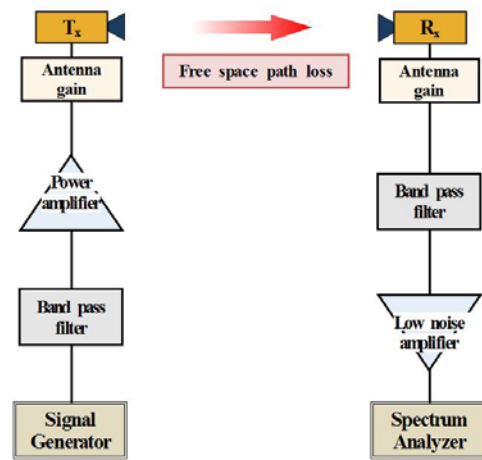 Tx
Rx
Free space path loss
Antenna
gain
Antenna
gain
Power
amplifier
Band pass
filter
Band pass
filter
Low noise
amplifier
Signal
Generator
Spectrum
Analyzer